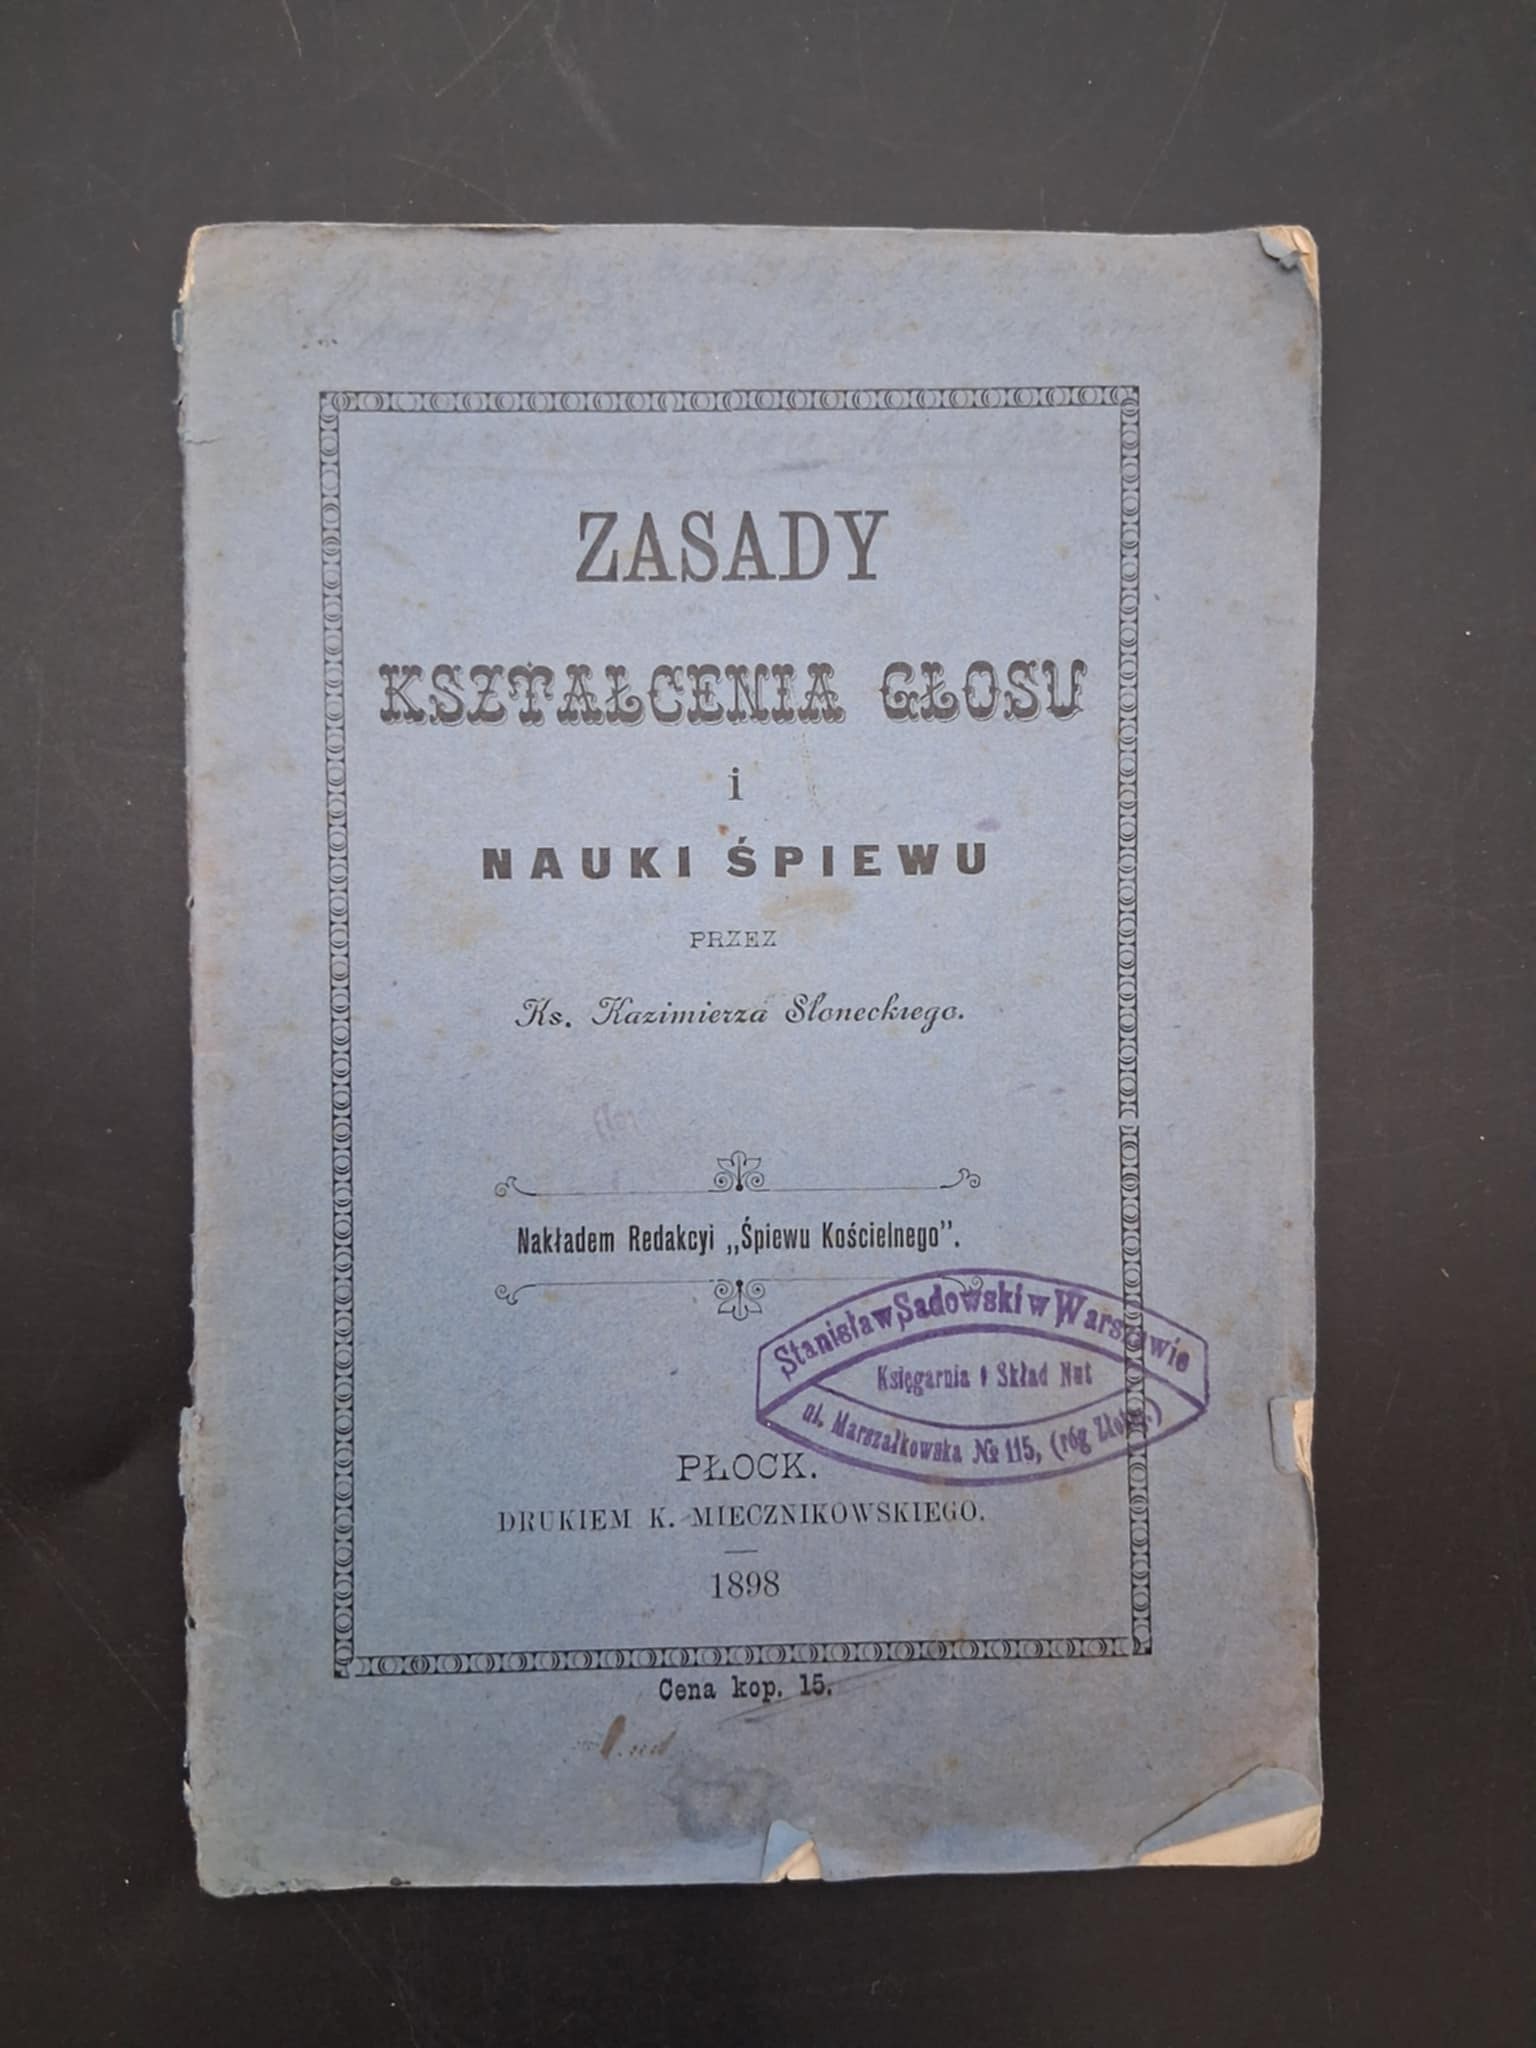 ZASADY
KSZTAŁCENIA GŁOSU
i
NAUKI ŚPIEWU
PRZEZ
Ks. Kazimierza Słoneckiego.
Nakładem Redakcyi „Śpiewu Kościelnego”.
Stanisław Sadowski w Warszawie
Księgarnia i Skład Nut
ul. Marszałkowska № 115, (róg
PŁOCK.
DRUKIEM K. MIECZNIKOWSKIEGO.
1898
Cena kop. 15.